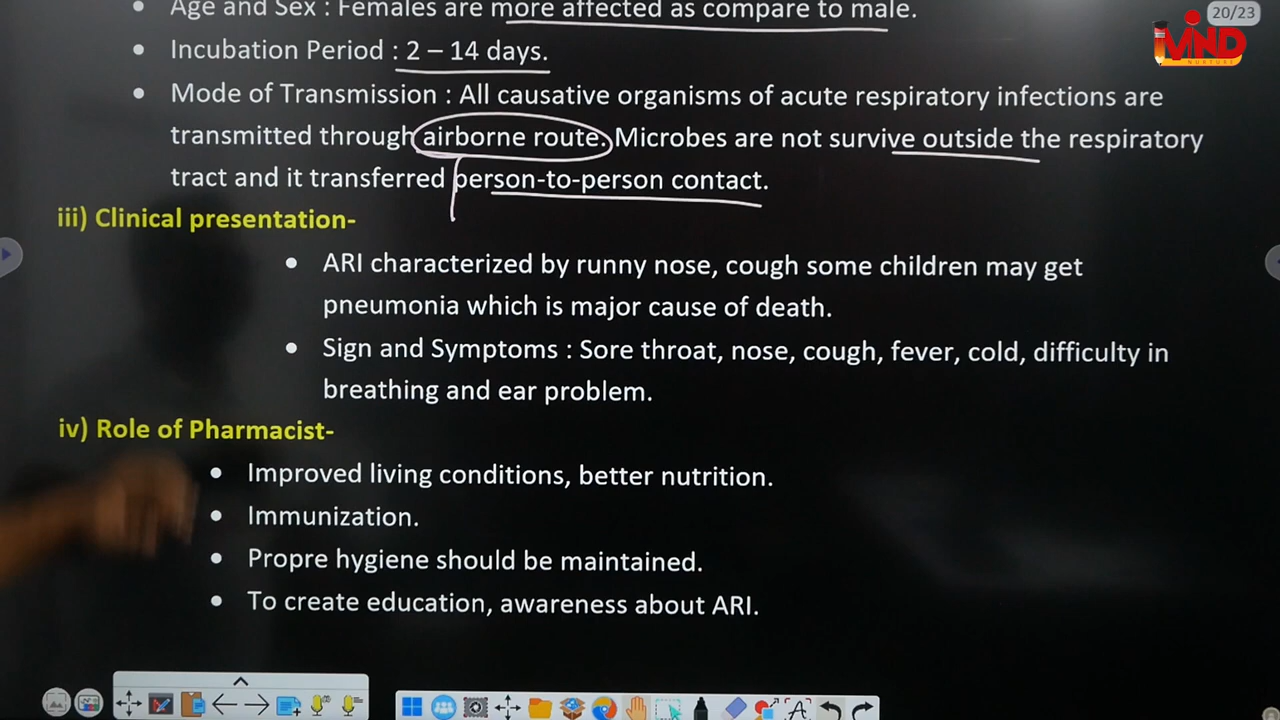 Age and Sex : Females are more affected as compare to male.
20/23
MIND
NURTURE
Incubation Period : 2 – 14 days.
Mode of Transmission : All causative organisms of acute respiratory infections are
transmitted through airborne route. Microbes are not survive outside the respiratory
tract and it transferred person-to-person contact.
iii) Clinical presentation-
ARI characterized by runny nose, cough some children may get
pneumonia which is major cause of death.
Sign and Symptoms : Sore throat, nose, cough, fever, cold, difficulty in
breathing and ear problem.
iv) Role of Pharmacist-
Improved living conditions, better nutrition.
Immunization.
Propre hygiene should be maintained.
To create education, awareness about ARI.